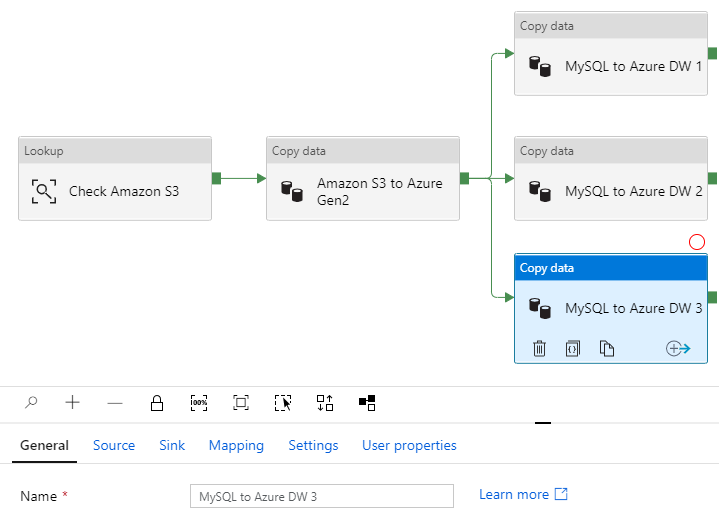 Copy data
MySQL to Azure DW 1
Lookup
Check Amazon S3
Copy data
Amazon S3 to Azure
Gen2
Copy data
MySQL to Azure DW 2
Copy data
MySQL to Azure DW 3
{}
100%
General
Source
Sink
Mapping
Settings
User properties
Name *
MySQL to Azure DW 3
Learn more